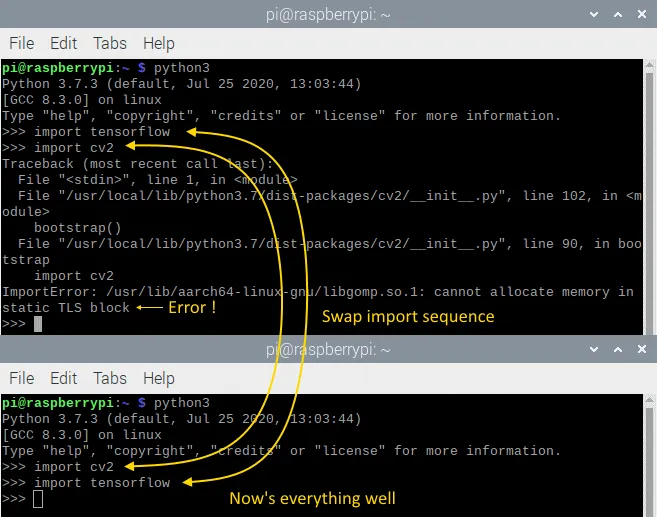 pi@raspberrypi: ~
File Edit Tabs Help
pi@raspberrypi:~ $ python3
Python 3.7.3 (default, Jul 25 2020, 13:03:44)
[GCC 8.3.0] on linux
Type "help", "copyright", "credits" or "license" for more information.
>>> import tensorflow
>>> import cv2
Traceback (most recent call last):
  File "<stdin>", line 1, in <module>
  File "/usr/local/lib/python3.7/dist-packages/cv2/__init__.py", line 102, in <m
odule>
    bootstrap()
  File "/usr/local/lib/python3.7/dist-packages/cv2/__init__.py", line 90, in boo
tstrap
    import cv2
ImportError: /usr/lib/aarch64-linux-gnu/libgomp.so.1: cannot allocate memory in
static TLS block
Error !
>>>
Swap import sequence
pi@raspberrypi: ~
File Edit Tabs Help
pi@raspberrypi:~ $ python3
Python 3.7.3 (default, Jul 25 2020, 13:03:44)
[GCC 8.3.0] on linux
Type "help", "copyright", "credits" or "license" for more information.
>>> import cv2
>>> import tensorflow
>>>
Now's everything well